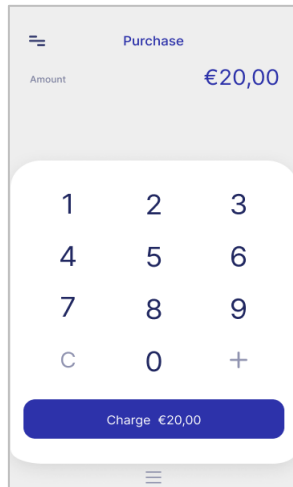 Purchase
Amount €20,00
1 2 3
4 5 6
7 8 9
C 0 +
Charge €20,00